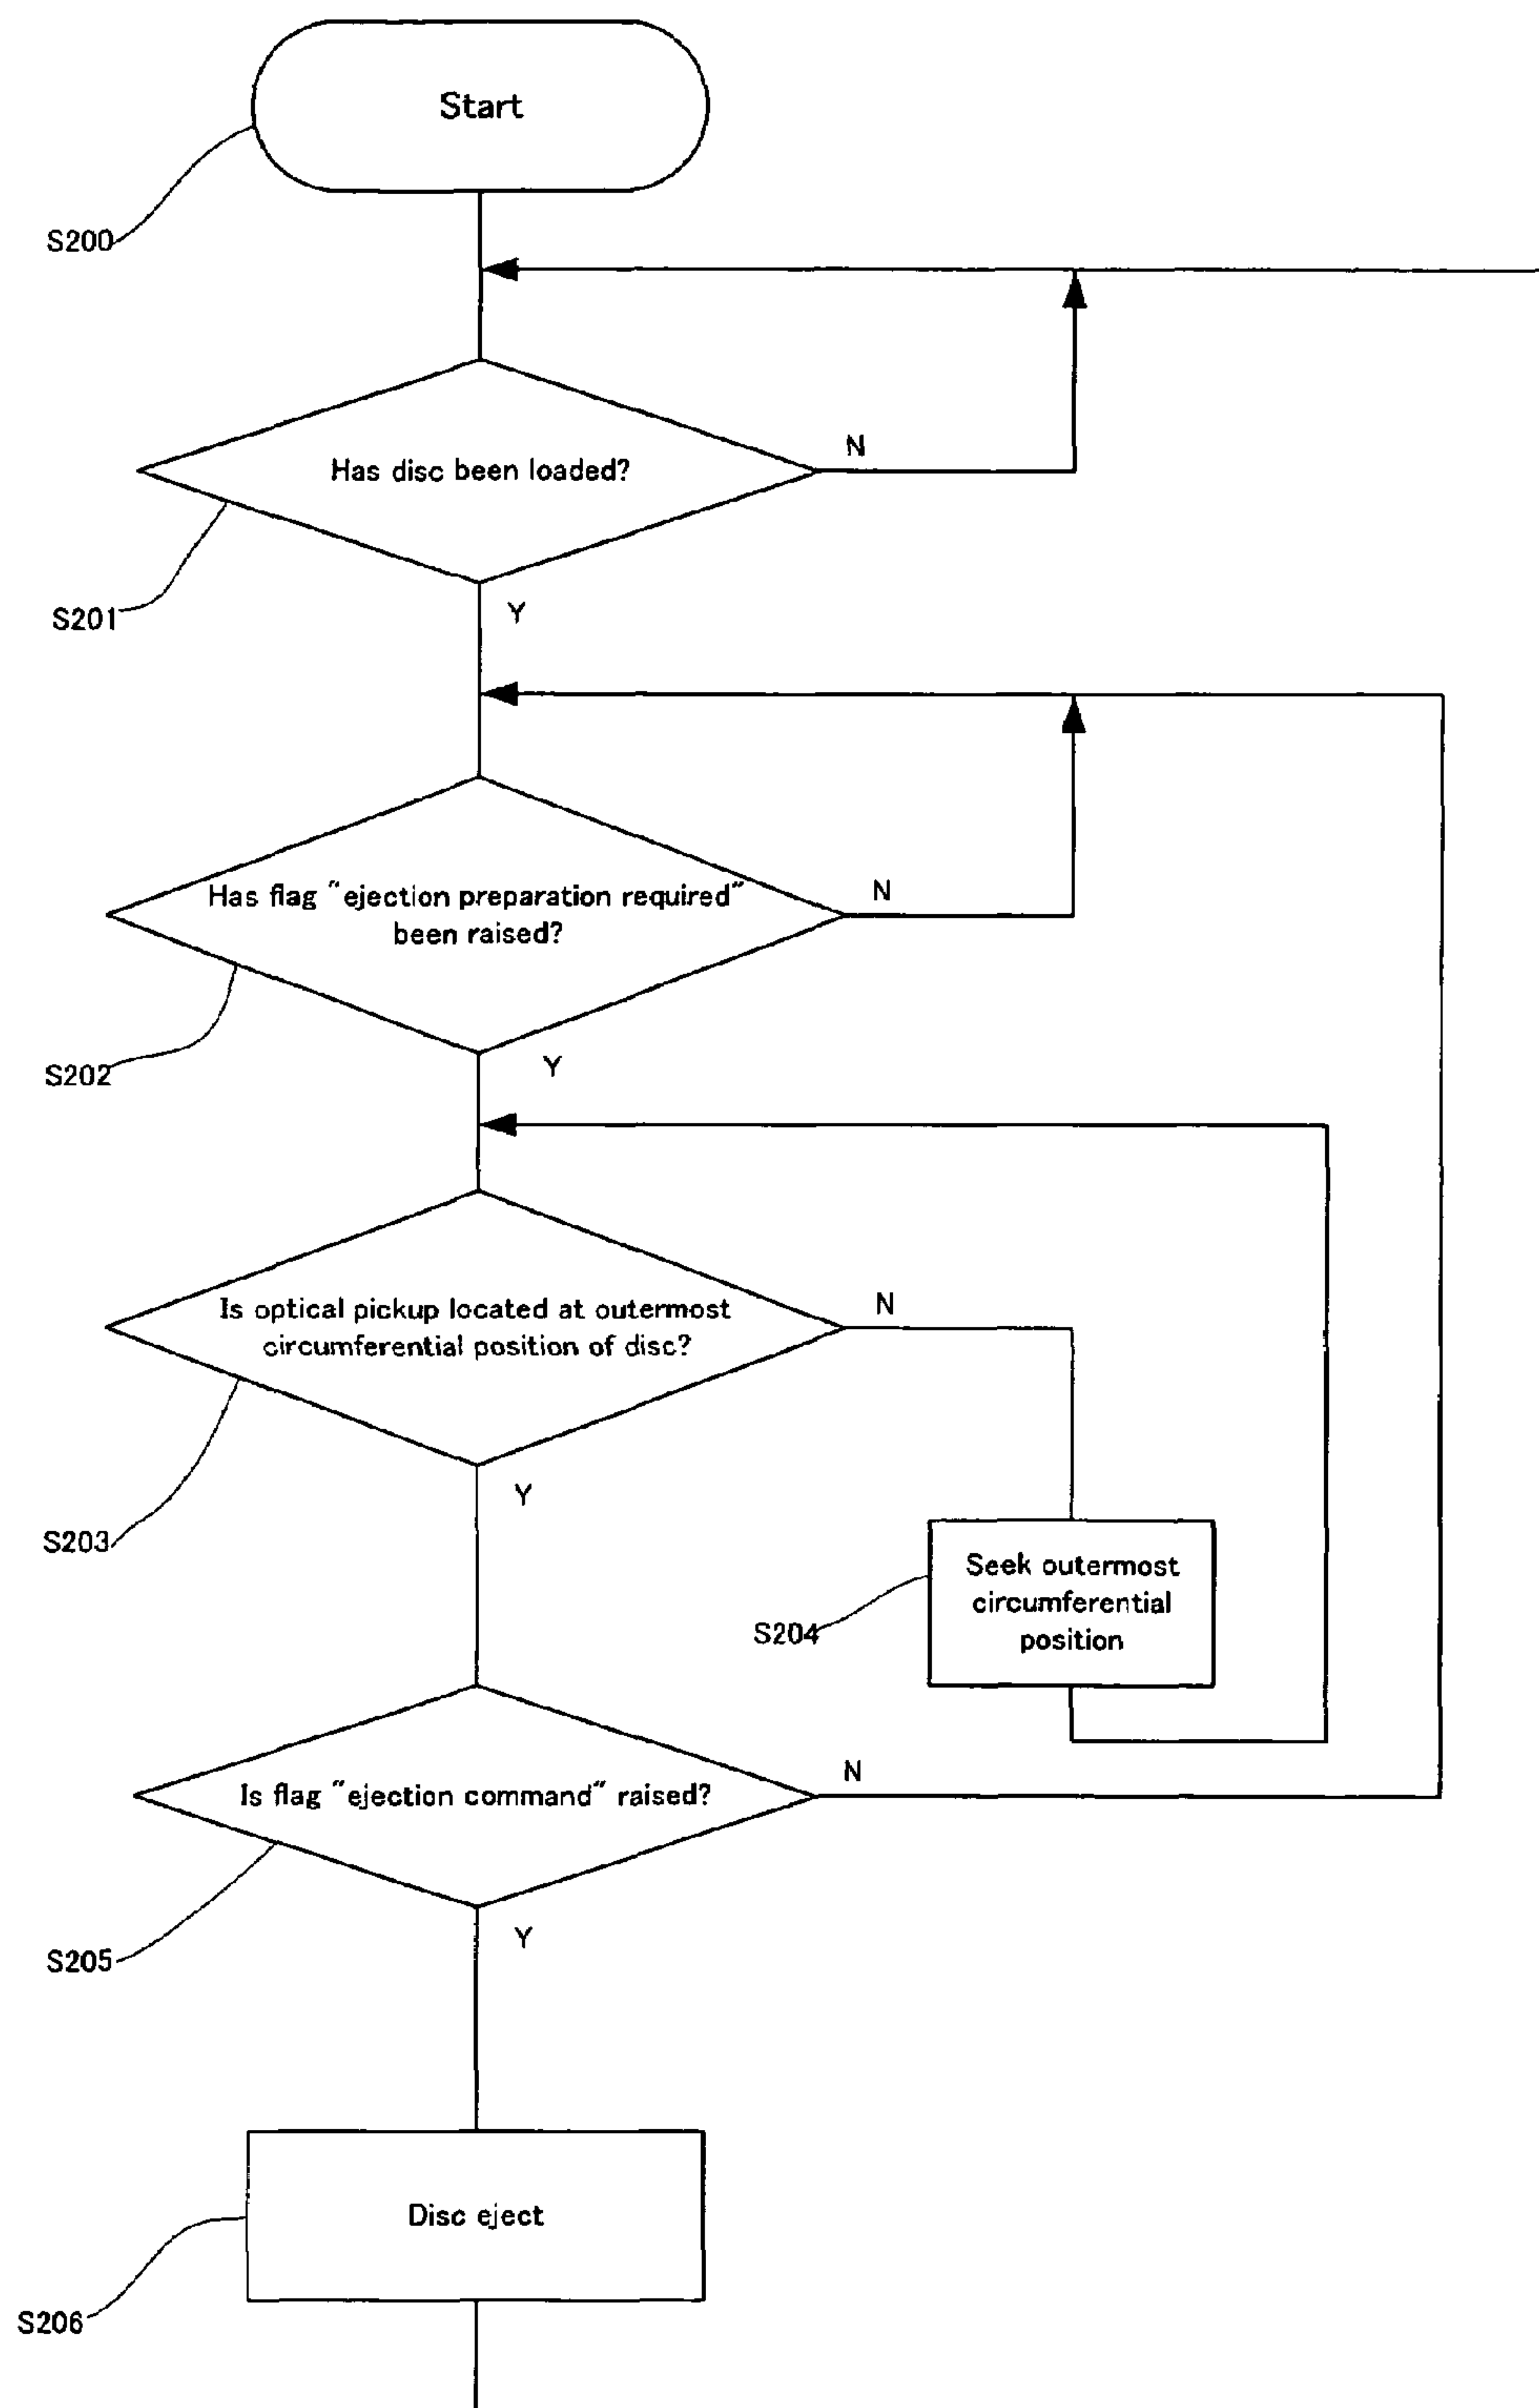 Start
S200
N
Has disc been loaded?
S201
Y
N
Has flag "ejection preparation required"
been raised?
S202
Y
N
Is optical pickup located at outermost
circumferential position of disc?
Y
S203
Seek outermost
circumferential
position
S204
N
Is flag "ejection command" raised?
Y
S205
Disc eject
S206